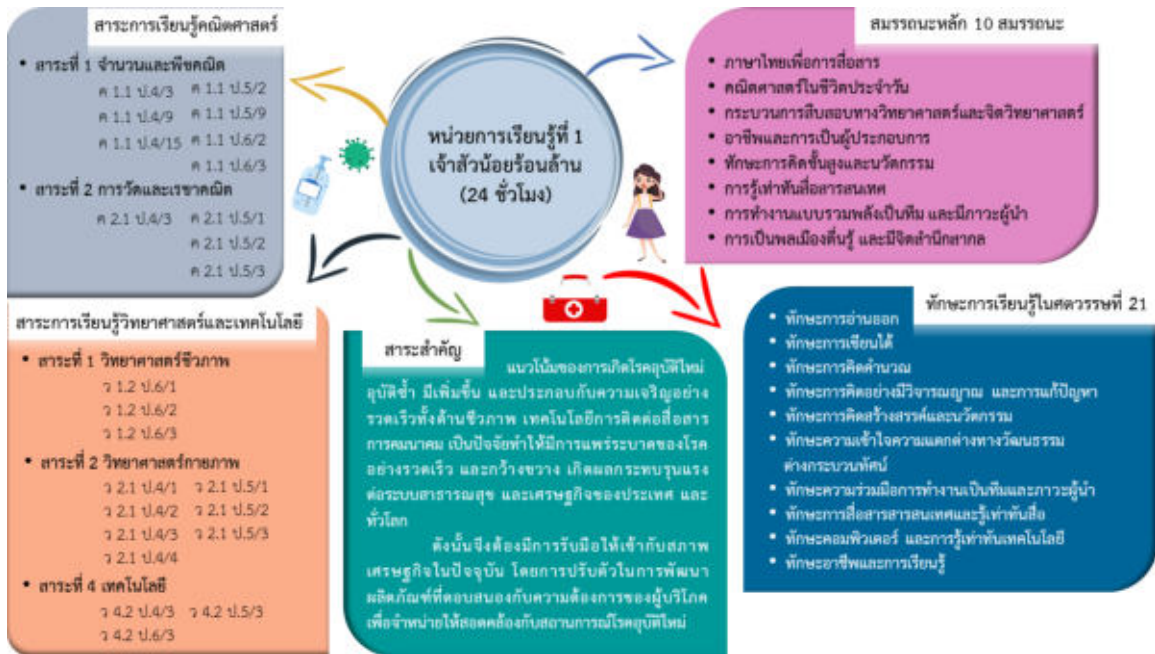 สาระการเรียนรู้คณิตศาสตร์
• สาระที่ 1 จำนวนและพีชคณิต
ค 1.1 ป.4/3 ค 1.1 ป.5/2
ค 1.1 ป.4/9 ค 1.1 ป.5/9
ค 1.1 ป.4/15 ค 1.1 ป.6/2
ค 1.1 ป.6/3
• สาระที่ 2 การวัดและเรขาคณิต
ค 2.1 ป.4/3 ค 2.1 ป.5/1
ค 2.1 ป.5/2
ค 2.1 ป.5/3
หน่วยการเรียนรู้ที่ 1
เจ้าสัวน้อยร้อนล้าน
(24 ชั่วโมง)
สมรรถนะหลัก 10 สมรรถนะ
• ภาษาไทยเพื่อการสื่อสาร
• คณิตศาสตร์ในชีวิตประจำวัน
• กระบวนการสืบสอบทางวิทยาศาสตร์และจิตวิทยาศาสตร์
• อาชีพและการเป็นผู้ประกอบการ
• ทักษะการคิดขั้นสูงและนวัตกรรม
• การรู้เท่าทันสื่อสารสนเทศ
• การทำงานแบบรวมพลังเป็นทีม และมีภาวะผู้นำ
• การเป็นพลเมืองตื่นรู้ และมีจิตสำนึกสากล
สาระการเรียนรู้วิทยาศาสตร์และเทคโนโลยี
• สาระที่ 1 วิทยาศาสตร์ชีวภาพ
ว 1.2 ป.6/1
ว 1.2 ป.6/2
ว 1.2 ป.6/3
• สาระที่ 2 วิทยาศาสตร์กายภาพ
ว 2.1 ป.4/1 ว 2.1 ป.5/1
ว 2.1 ป.4/2 ว 2.1 ป.5/2
ว 2.1 ป.4/3 ว 2.1 ป.5/3
ว 2.1 ป.4/4
• สาระที่ 4 เทคโนโลยี
ว 4.2 ป.4/3 ว 4.2 ป.5/3
ว 4.2 ป.6/3
สาระสำคัญ
แนวโน้มของการเกิดโรคอุบัติใหม่
อุบัติซ้ำ มีเพิ่มขึ้น และประกอบกับความเจริญอย่าง
รวดเร็วทั้งด้านชีวภาพ เทคโนโลยีการติดต่อสื่อสาร
การคมนาคม เป็นปัจจัยทำให้มีการแพร่ระบาดของโรค
อย่างรวดเร็ว และกว้างขวาง เกิดผลกระทบรุนแรง
ต่อระบบสาธารณสุข และเศรษฐกิจของประเทศ และ
ทั่วโลก
ดังนั้นจึงต้องมีการรับมือให้เข้ากับสภาพ
เศรษฐกิจในปัจจุบัน โดยการปรับตัวในการพัฒนา
ผลิตภัณฑ์ที่ตอบสนองกับความต้องการของผู้บริโภค
เพื่อจำหน่ายให้สอดคล้องกับสถานการณ์โรคอุบัติใหม่
ทักษะการเรียนรู้ในศตวรรษที่ 21
• ทักษะการอ่านออก
• ทักษะการเขียนได้
• ทักษะการคิดคำนวณ
• ทักษะการคิดอย่างมีวิจารณญาณ และการแก้ปัญหา
• ทักษะการคิดสร้างสรรค์และนวัตกรรม
• ทักษะความเข้าใจความแตกต่างทางวัฒนธรรม
ต่างกระบวนทัศน์
• ทักษะความร่วมมือการทำงานเป็นทีมและภาวะผู้นำ
• ทักษะการสื่อสารสารสนเทศและรู้เท่าทันสื่อ
• ทักษะคอมพิวเตอร์ และการรู้เท่าทันเทคโนโลยี
• ทักษะอาชีพและการเรียนรู้